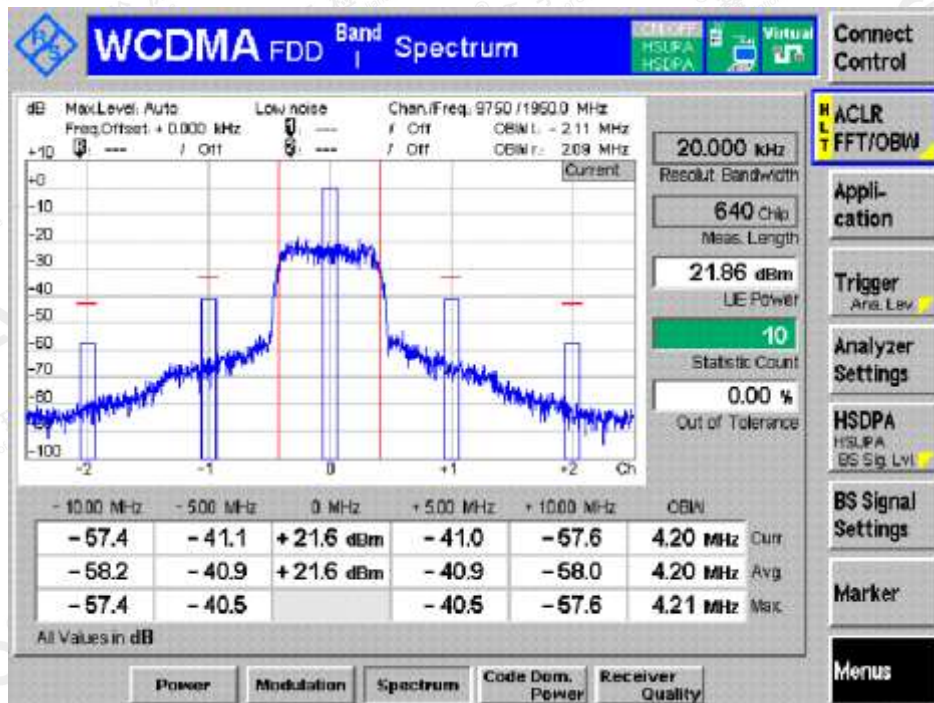 WCDMA FDD Band I Spectrum
HSUPA
HSDPA
Virtual
Connect Control
dB Max.Level: Auto Low noise Chan./Freq.: 9750 / 1950.0 MHz
Freq.Offset: + 0.000 kHz --- / Off OBW l.: - 2.11 MHz
--- / Off --- / Off OBW r.: 2.09 MHz
Current
+10
+0
-10
-20
-30
-40
-50
-60
-70
-80
-100
-2 -1 0 +1 +2 Ch
20.000 kHz
Resolut. Bandwidth
640 Chip
Meas. Length
21.86 dBm
UE Power
10
Statistic Count
0.00 %
Out of Tolerance
- 10.00 MHz - 5.00 MHz 0 MHz + 5.00 MHz + 10.00 MHz OBW
- 57.4 - 41.1 + 21.6 dBm - 41.0 - 57.6 4.20 MHz Curr.
- 58.2 - 40.9 + 21.6 dBm - 40.9 - 58.0 4.20 MHz Avg.
- 57.4 - 40.5 - 40.5 - 57.6 4.21 MHz Max.
All Values in dB
H L T
ACLR
FFT/OBW
Appli-
cation
Trigger
Ana. Lev.
Analyzer
Settings
HSDPA
HSUPA
BS Sig. Lvl.
BS Signal
Settings
Marker
Menus
Power
Modulation
Spectrum
Code Dom.
Power
Receiver
Quality